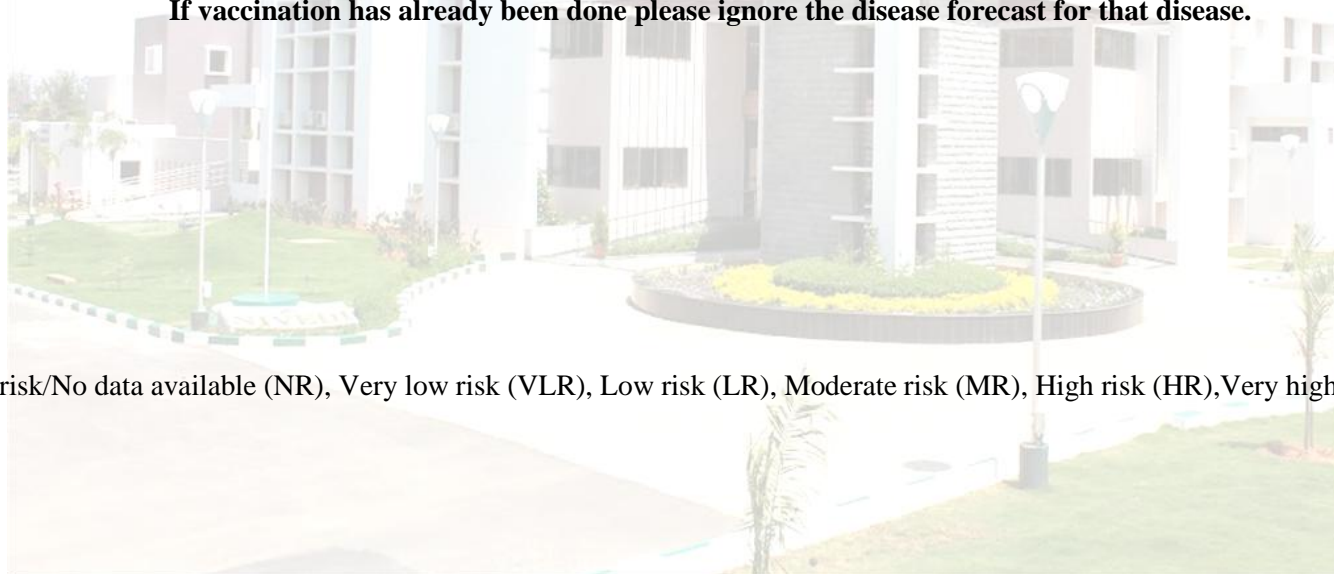 If vaccination has already been done please ignore the disease forecast for that disease.
risk/No data available (NR), Very low risk (VLR), Low risk (LR), Moderate risk (MR), High risk (HR),Very high